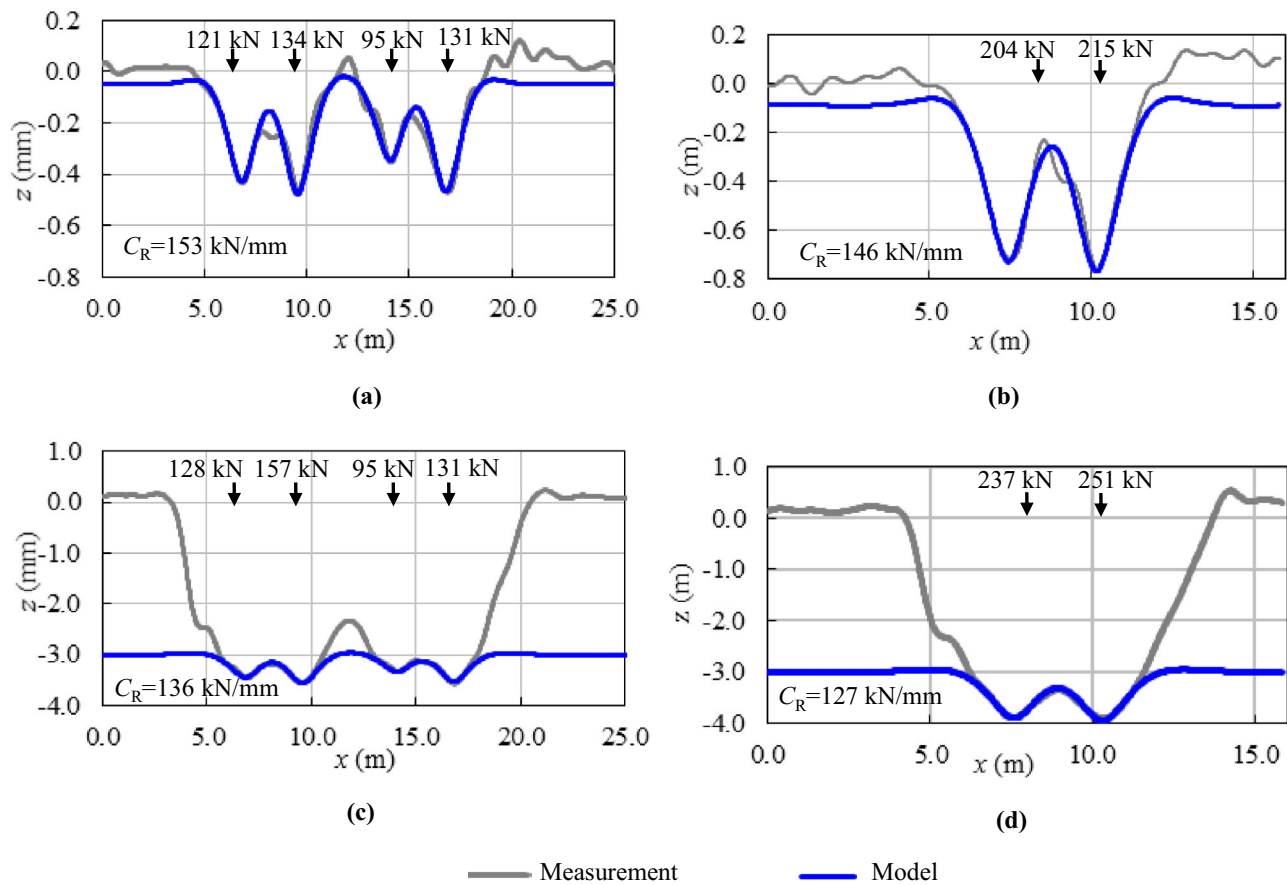 0.2
121 kN 134 kN 95 kN 131 kN
0.0
-0.2
-0.4
-0.6
-0.8
z (mm)
C_R=153 kN/mm
0.0 5.0 10.0 15.0 20.0 25.0
x (m)
(a)
0.2
204 kN 215 kN
0.0
-0.2
-0.4
-0.6
-0.8
z (m)
C_R=146 kN/mm
0.0 5.0 10.0 15.0
x (m)
(b)
1.0
128 kN 157 kN 95 kN 131 kN
0.0
-1.0
-2.0
-3.0
-4.0
z (mm)
C_R=136 kN/mm
0.0 5.0 10.0 15.0 20.0 25.0
x (m)
(c)
1.0
237 kN 251 kN
0.0
-1.0
-2.0
-3.0
-4.0
z (m)
C_R=127 kN/mm
0.0 5.0 10.0 15.0
x (m)
(d)
Measurement Model